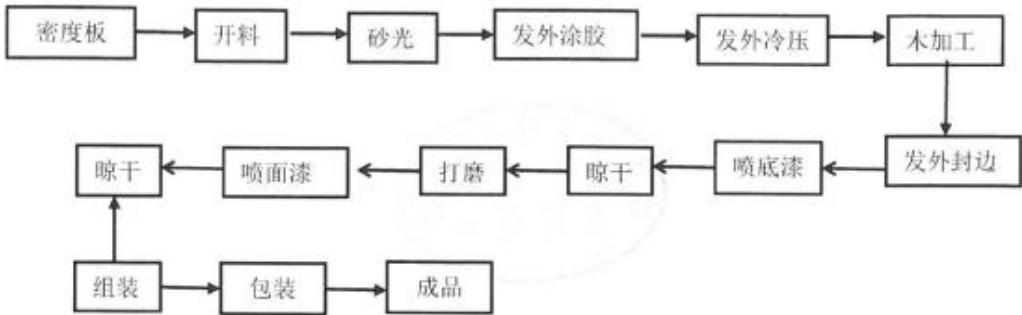 密度板 开料 砂光 发外涂胶 发外冷压 木加工
晾干 喷面漆 打磨 晾干 喷底漆 发外封边
组装 包装 成品